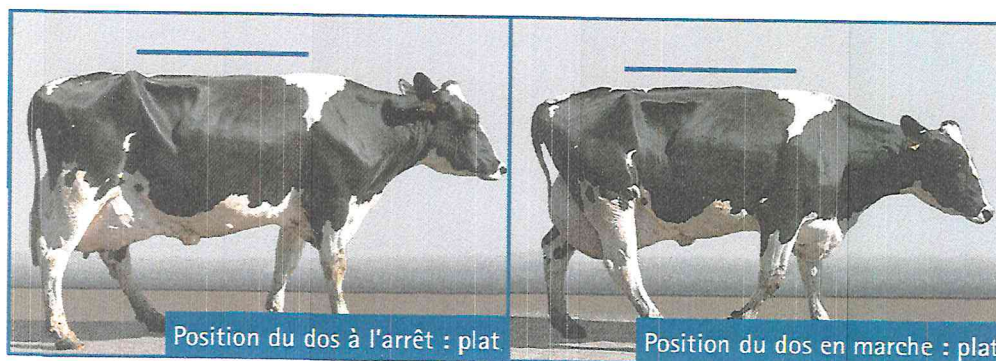 Position du dos à l'arrêt : plat
Position du dos en marche : plat